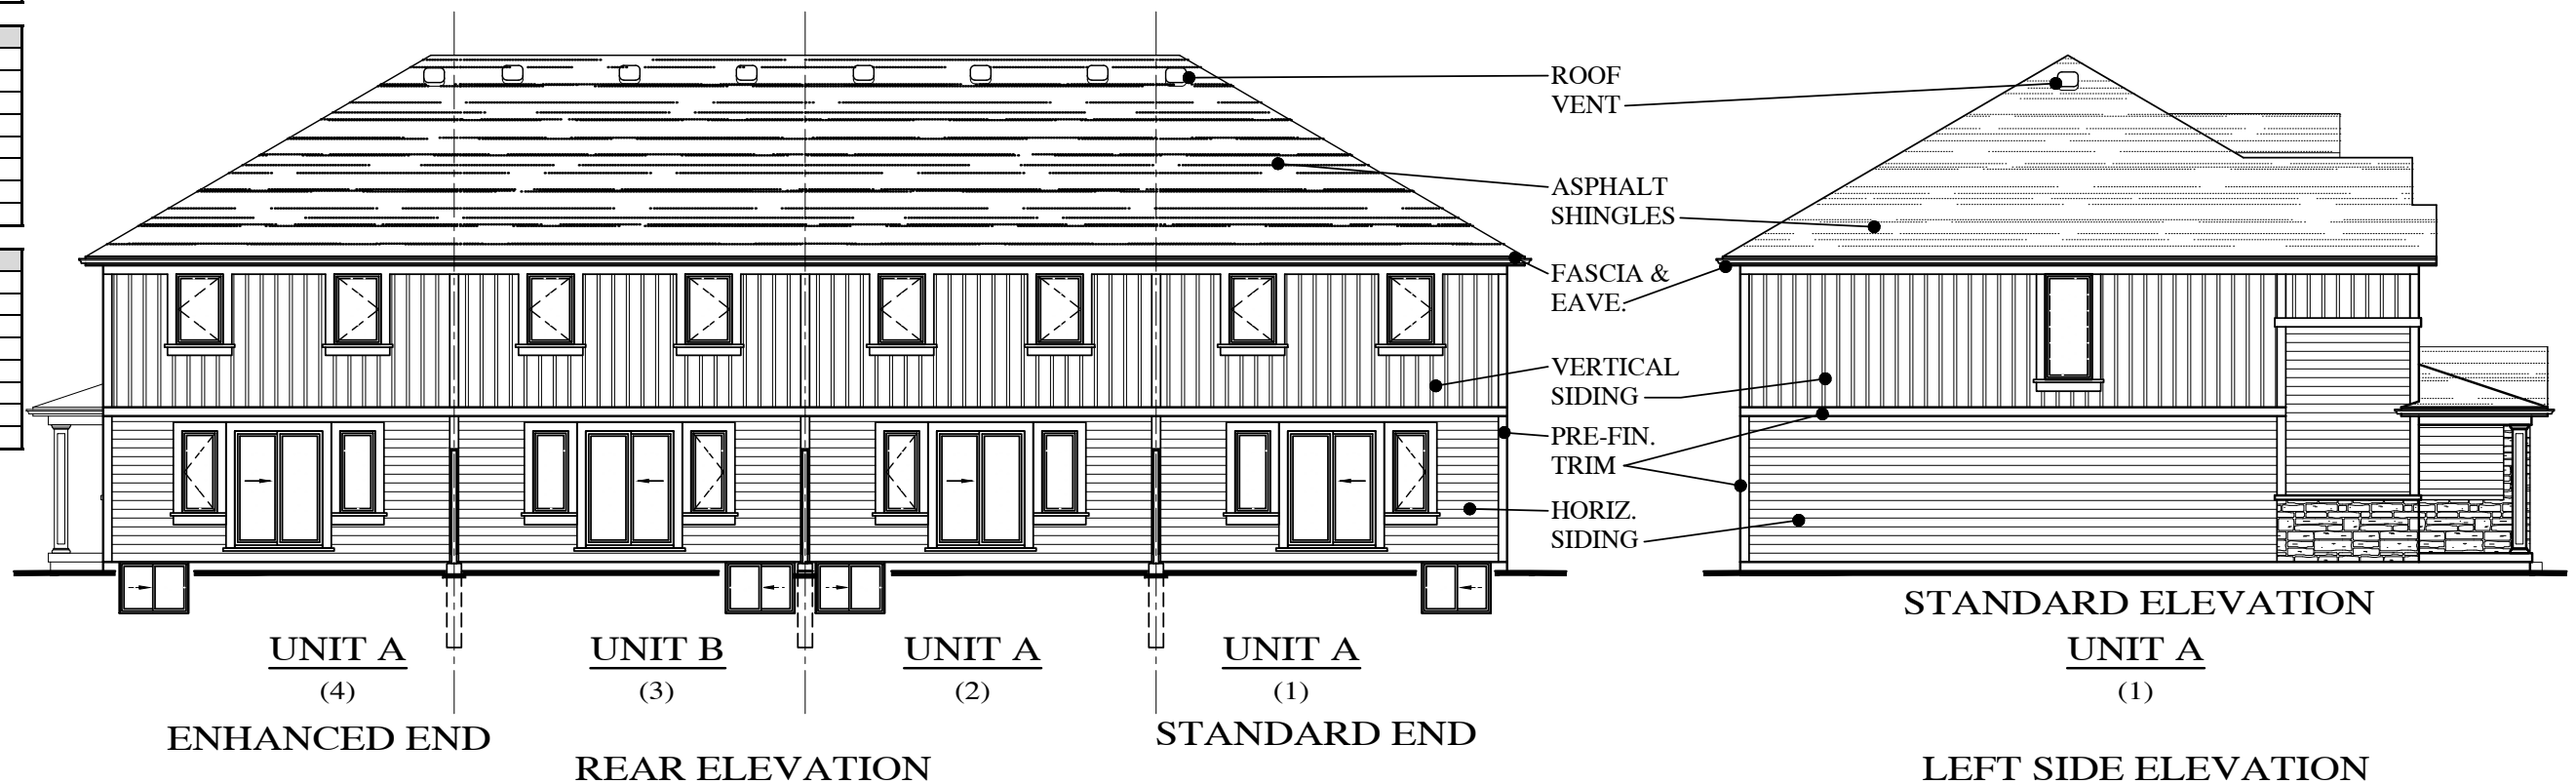 ROOF
VENT
ASPHALT
SHINGLES
FASCIA &
EAVE.
VERTICAL
SIDING
PRE-FIN.
TRIM
HORIZ.
SIDING
UNIT A
(4)
UNIT B
(3)
UNIT A
(2)
UNIT A
(1)
ENHANCED END
STANDARD END
REAR ELEVATION
STANDARD ELEVATION
UNIT A
(1)
LEFT SIDE ELEVATION